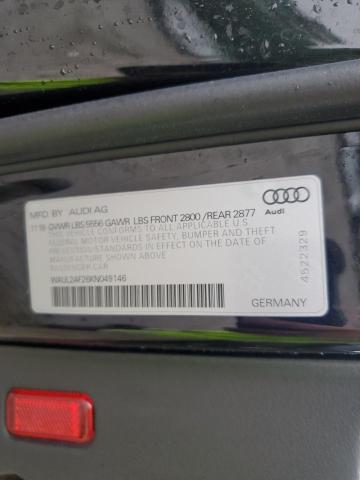 MFD. BY AUDI AG
11 18 GVWR LBS 5556 GAWR LBS FRONT 2800 / REAR 2877
THIS VEHICLE CONFORMS TO ALL APPLICABLE U.S.
FEDERAL MOTOR VEHICLE SAFETY, BUMPER AND THEFT
PREVENTION STANDARDS IN EFFECT ON THE DATE OF
MANUFACTURE SHOWN ABOVE.
PASSENGER CAR
WAUL2AF26KN049146
GERMANY
Audi
4522329